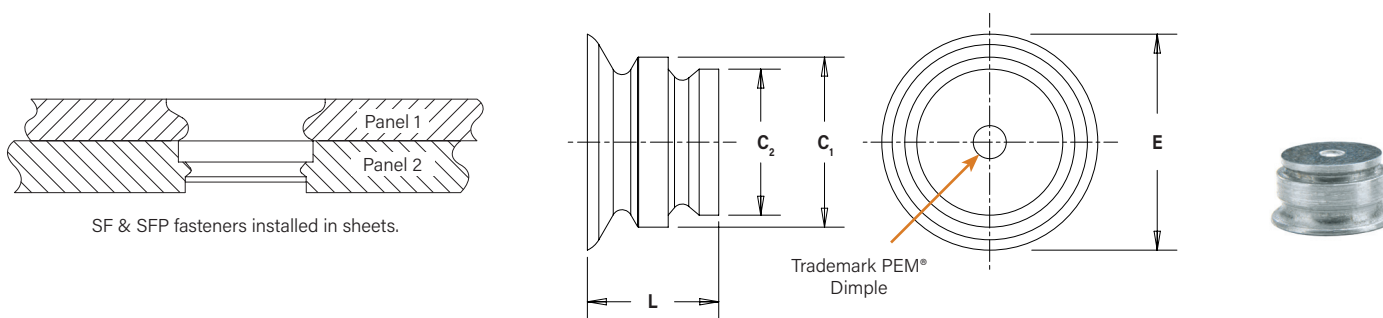 Panel 1
Panel 2
SF & SFP fasteners installed in sheets.
C₂
C₁
E
L
Trademark PEM®
Dimple